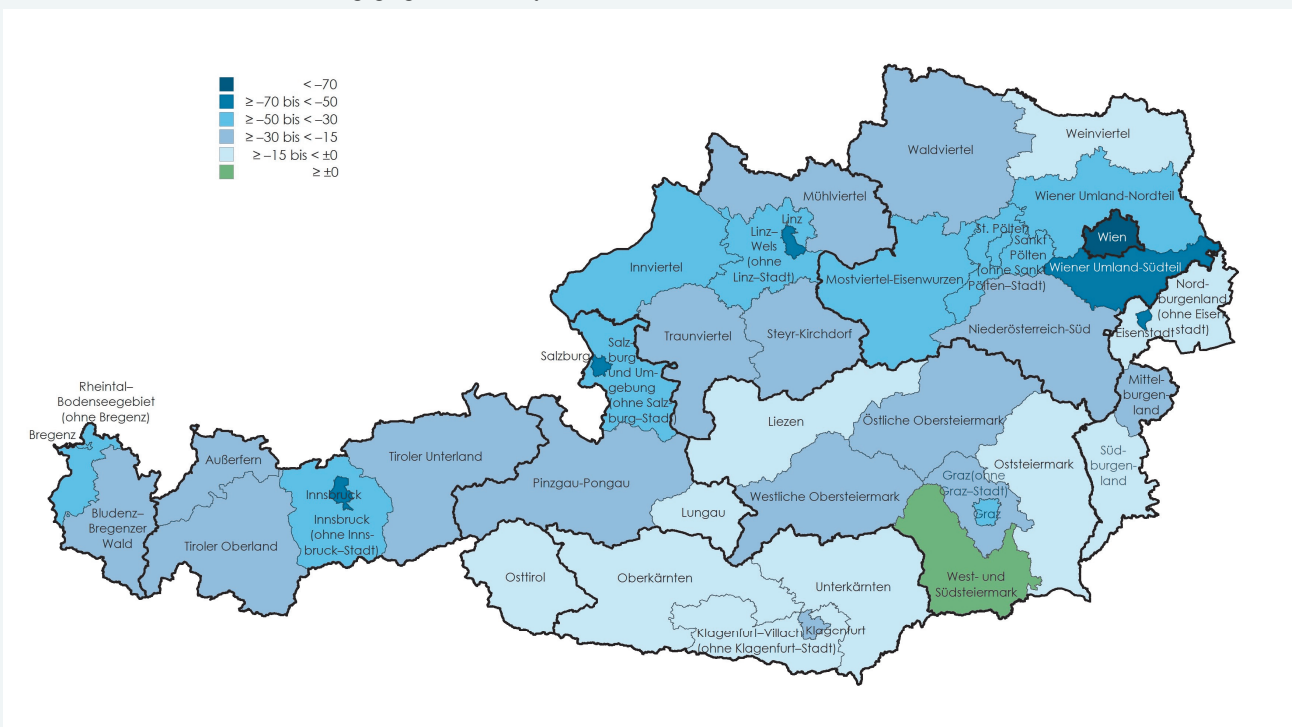 < –70
≥ –70 bis < –50
≥ –50 bis < –30
≥ –30 bis < –15
≥ –15 bis < ±0
≥ ±0
Weinviertel
Waldviertel
Mühlviertel
Wiener Umland-Nordteil
Linz
Linz–
Wels
(ohne
Linz–Stadt)
St. Pölten
Sankt
Pölten
(ohne Sankt
Pölten–Stadt)
Wien
Wiener Umland-Südteil
Innviertel
Mostviertel-Eisenwurzen
Nord-
burgenland
(ohne Eisen
stadt)
Eisenstadt
Traunviertel
Steyr-Kirchdorf
Niederösterreich-Süd
Salzburg
Salz-
burg
und Um-
gebung
(ohne Salz-
burg–Stadt)
Rheintal–
Bodenseegebiet
(ohne Bregenz)
Bregenz
Mittel-
burgen-
land
Liezen
Östliche Obersteiermark
Außerfern
Tiroler Unterland
Oststeiermark
Süd-
burgen-
land
Pinzgau-Pongau
Graz(ohne
Graz–Stadt)
Graz
Westliche Obersteiermark
Innsbruck
Innsbruck
(ohne Inns-
bruck–Stadt)
Bludenz–
Bregenzer
Wald
Tiroler Oberland
Lungau
Osttirol
Oberkärnten
Unterkärnten
West- und
Südsteiermark
Klagenfurt–Villach
(ohne Klagenfurt–Stadt)
Klagenfurt